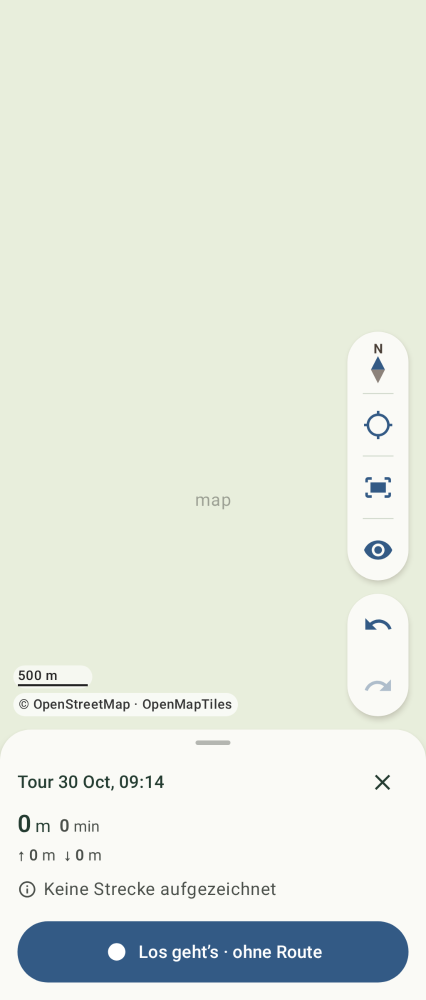 N
map
500 m
© OpenStreetMap · OpenMapTiles
Tour 30 Oct, 09:14
0 m 0 min
↑ 0 m ↓ 0 m
Keine Strecke aufgezeichnet
Los geht’s · ohne Route